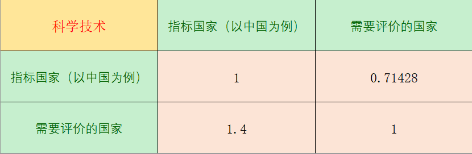 科学技术 指标国家（以中国为例） 需要评价的国家
指标国家（以中国为例） 1 0.71428
需要评价的国家 1.4 1